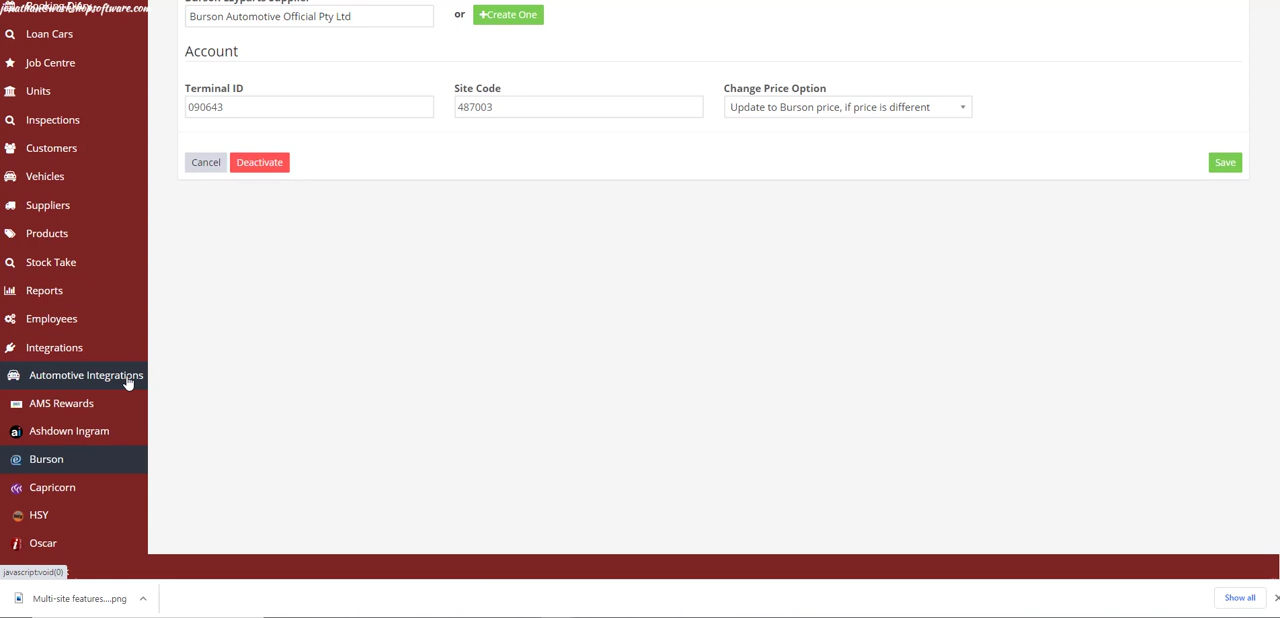 Burson Ezyparts Supplier
Burson Automotive Official Pty Ltd
or
+Create One
Account
Terminal ID
Site Code
Change Price Option
090643
487003
Update to Burson price, if price is different
Cancel
Deactivate
Save
Booking Diary
Loan Cars
Job Centre
Units
Inspections
Customers
Vehicles
Suppliers
Products
Stock Take
Reports
Employees
Integrations
Automotive Integrations
AMS Rewards
Ashdown Ingram
Burson
Capricorn
HSY
Oscar
javascript:void(0)
Multi-site features....png
Show all